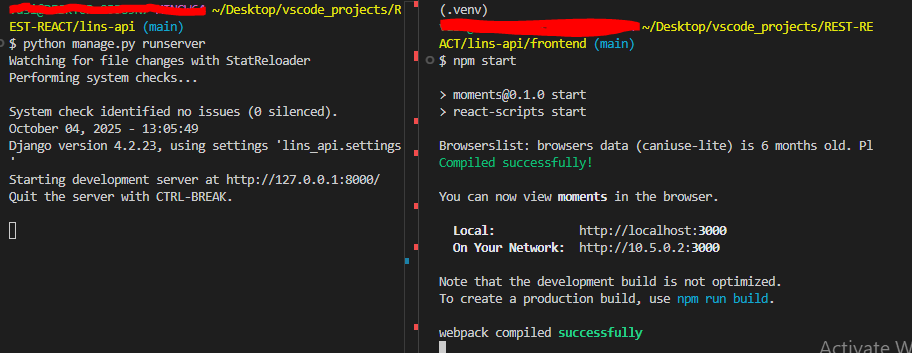 ~/Desktop/vscode_projects/R
EST-REACT/lins-api (main)
$ python manage.py runserver
Watching for file changes with StatReloader
Performing system checks...
System check identified no issues (0 silenced).
October 04, 2025 - 13:05:49
Django version 4.2.23, using settings 'lins_api.settings
'
Starting development server at http://127.0.0.1:8000/
Quit the server with CTRL-BREAK.
(.venv)
~/Desktop/vscode_projects/REST-RE
ACT/lins-api/frontend (main)
$ npm start
> moments@0.1.0 start
> react-scripts start
Browserslist: browsers data (caniuse-lite) is 6 months old. Pl
Compiled successfully!
You can now view moments in the browser.
Local: http://localhost:3000
On Your Network: http://10.5.0.2:3000
Note that the development build is not optimized.
To create a production build, use npm run build.
webpack compiled successfully
Activate W